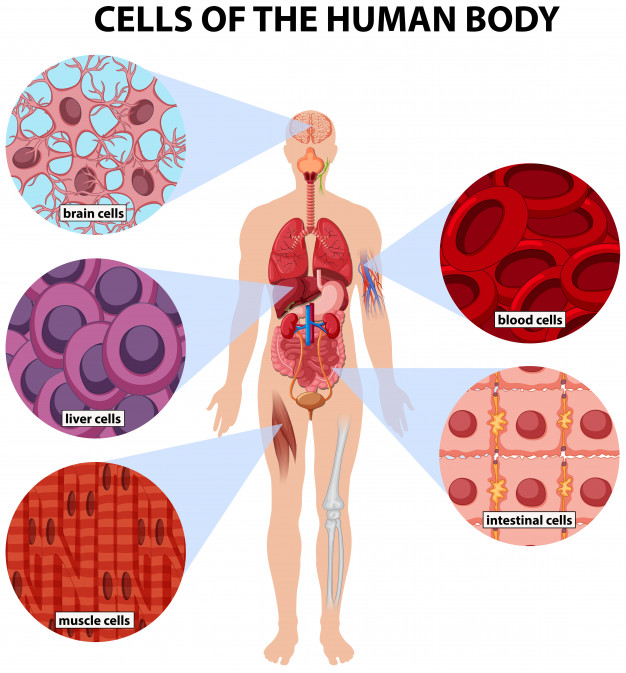 CELLS OF THE HUMAN BODY
brain cells
blood cells
liver cells
intestinal cells
muscle cells